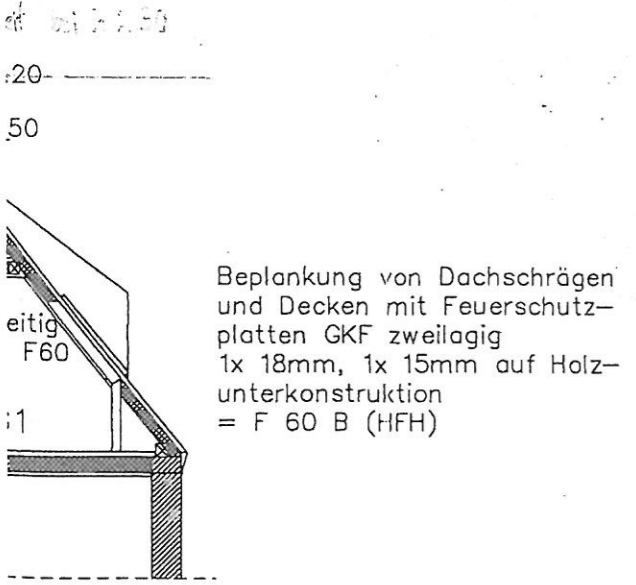 20
50
Beplankung von Dachschrägen
und Decken mit Feuerschutz–
platten GKF zweilagig
1x 18mm, 1x 15mm auf Holz–
unterkonstruktion
= F 60 B (HFH)
eitig
F60